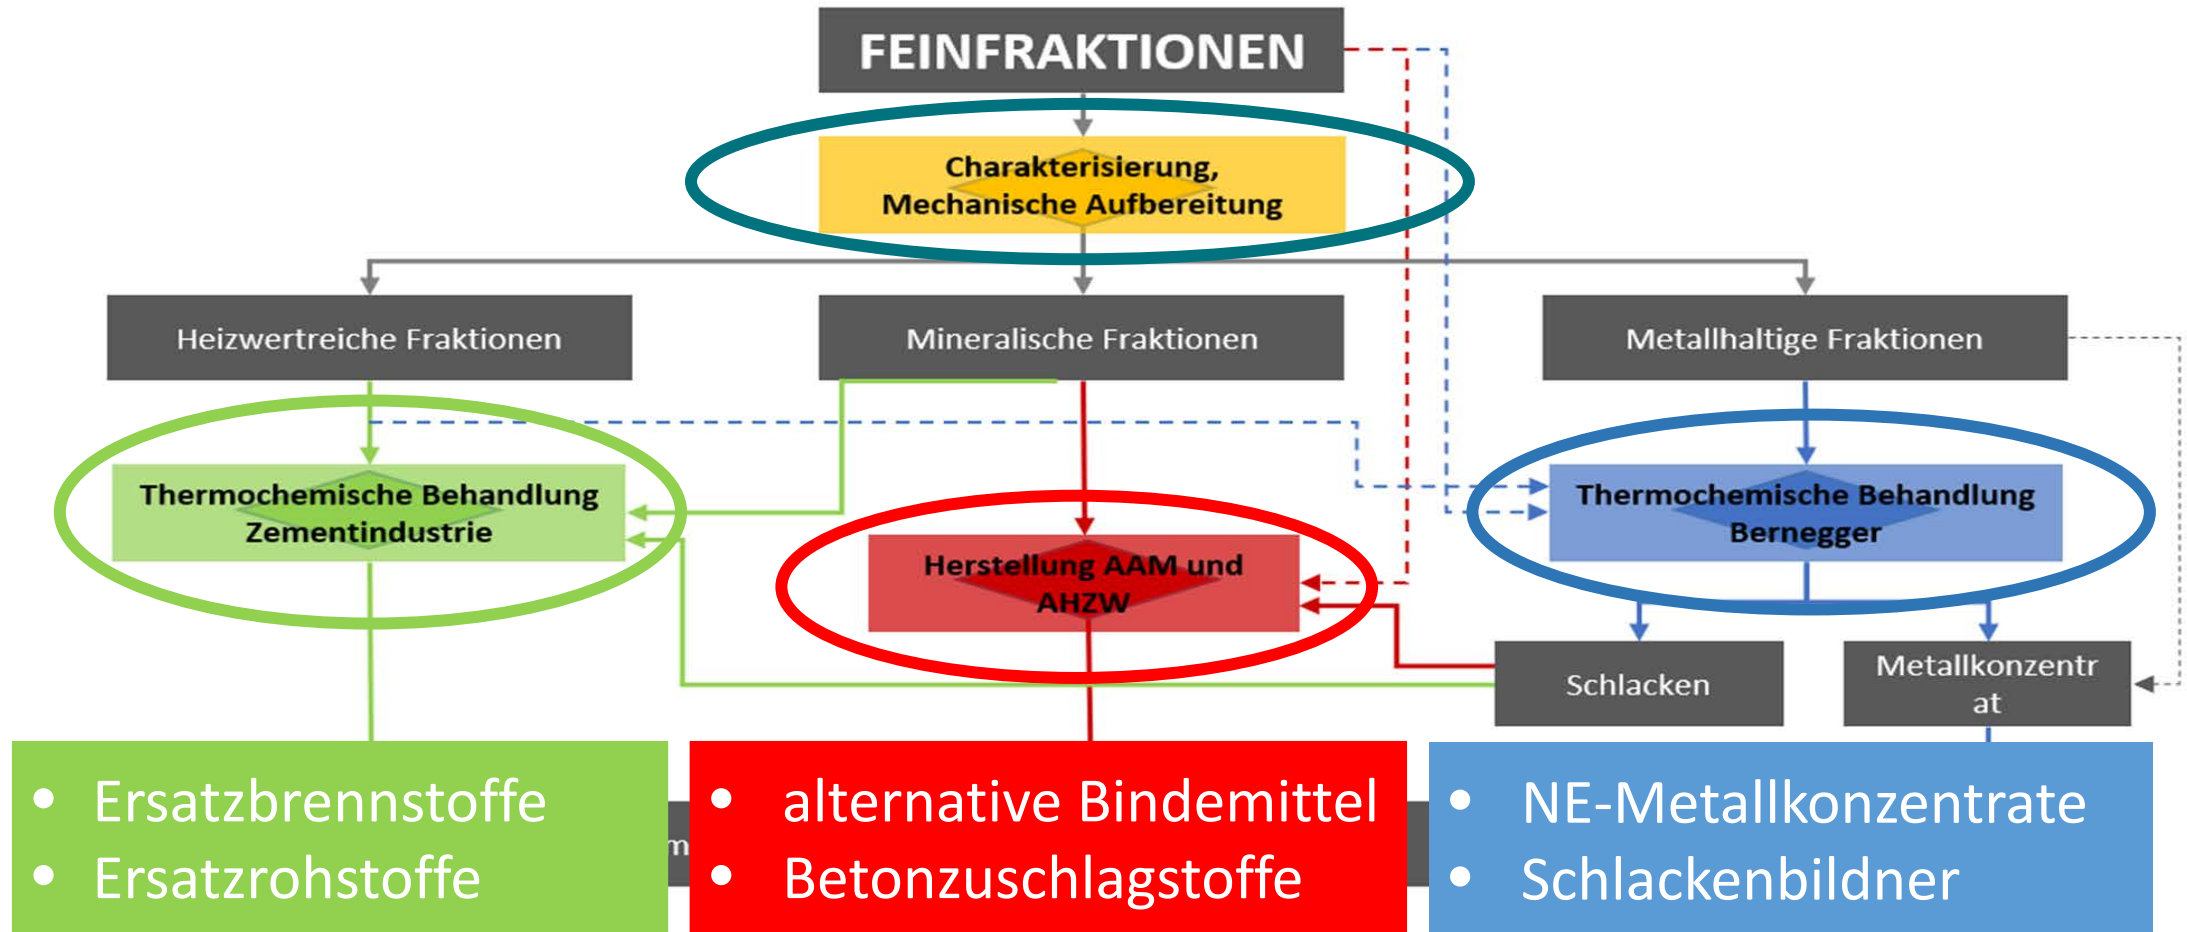 FEINFRAKTIONEN
Charakterisierung,
Mechanische Aufbereitung
Heizwertreiche Fraktionen
Mineralische Fraktionen
Metallhaltige Fraktionen
Thermochemische Behandlung
Zementindustrie
Herstellung AAM und
AHZW
Thermochemische Behandlung
Bernegger
Schlacken
Metallkonzentr
at
• Ersatzbrennstoffe
• Ersatzrohstoffe
m
• alternative Bindemittel
• Betonzuschlagstoffe
• NE-Metallkonzentrate
• Schlackenbildner